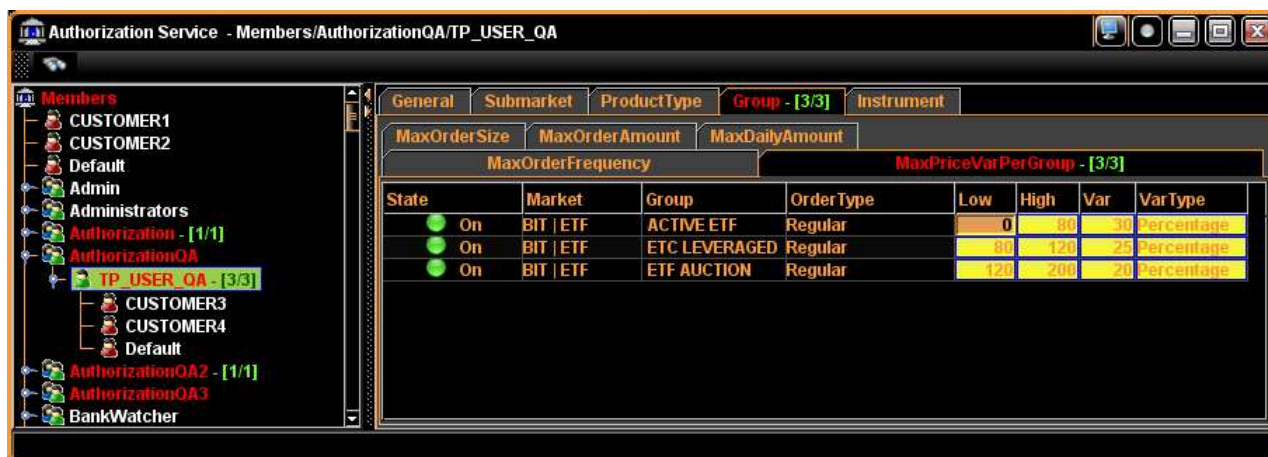 Authorization Service - Members/AuthorizationQA/TP_USER_QA
Members
CUSTOMER1
CUSTOMER2
Default
Admin
Administrators
Authorization - [1/1]
AuthorizationQA
TP_USER_QA - [3/3]
CUSTOMER3
CUSTOMER4
Default
AuthorizationQA2 - [1/1]
AuthorizationQA3
BankWatcher
General Submarket ProductType Group - [3/3] Instrument
MaxOrderSize MaxOrderAmount MaxDailyAmount
MaxOrderFrequency MaxPriceVarPerGroup - [3/3]
State Market Group OrderType Low High Var VarType
On BIT | ETF ACTIVE ETF Regular 0 80 30 Percentage
On BIT | ETF ETC LEVERAGED Regular 80 120 25 Percentage
On BIT | ETF ETF AUCTION Regular 120 200 20 Percentage